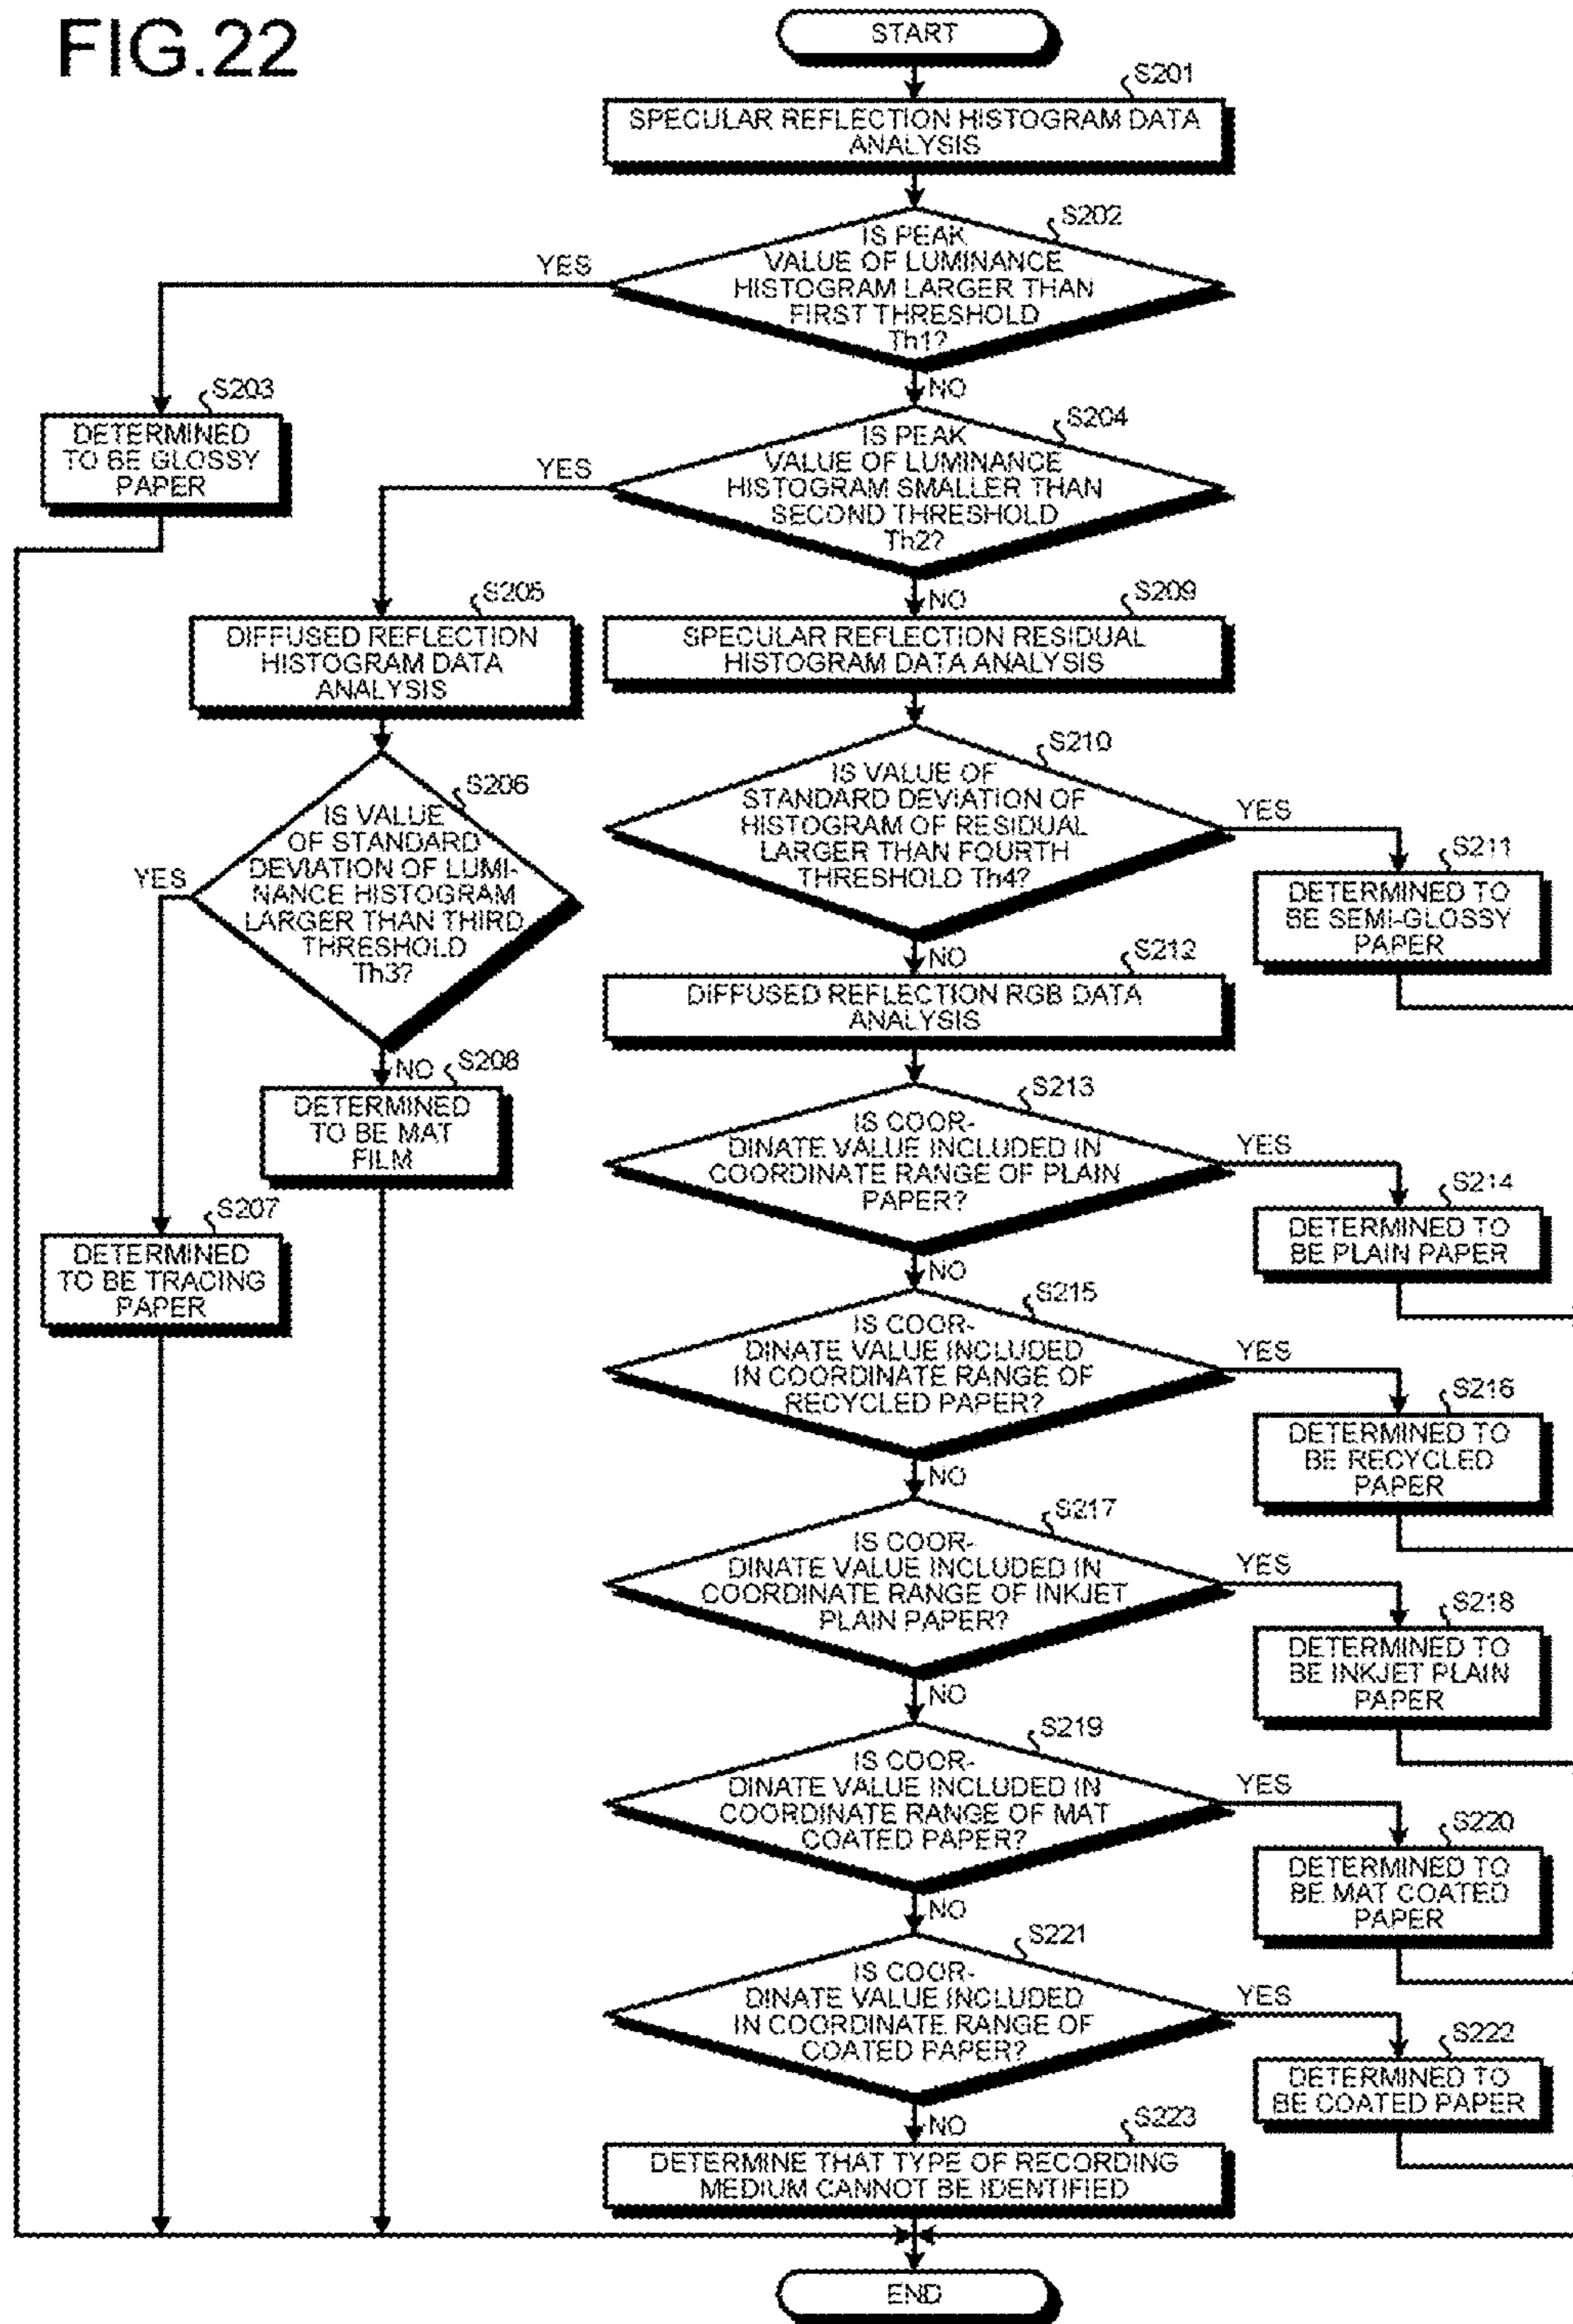 FIG.22
START
S201
SPECULAR REFLECTION HISTOGRAM DATA
ANALYSIS
S202
IS PEAK
VALUE OF LUMINANCE
HISTOGRAM LARGER THAN
FIRST THRESHOLD
Th1?
YES
NO
S203
DETERMINED
TO BE GLOSSY
PAPER
S204
IS PEAK
VALUE OF LUMINANCE
HISTOGRAM SMALLER THAN
SECOND THRESHOLD
Th2?
YES
NO
S205
DIFFUSED REFLECTION
HISTOGRAM DATA
ANALYSIS
S209
SPECULAR REFLECTION RESIDUAL
HISTOGRAM DATA ANALYSIS
S206
IS VALUE
OF STANDARD
DEVIATION OF LUMI-
NANCE HISTOGRAM
LARGER THAN THIRD
THRESHOLD
Th3?
YES
NO
S210
IS VALUE OF
STANDARD DEVIATION OF
HISTOGRAM OF RESIDUAL
LARGER THAN FOURTH
THRESHOLD Th4?
YES
NO
S211
DETERMINED TO
BE SEMI-GLOSSY
PAPER
S212
DIFFUSED REFLECTION RGB DATA
ANALYSIS
S208
DETERMINED
TO BE MAT
FILM
S207
DETERMINED
TO BE TRACING
PAPER
S213
IS COOR-
DINATE VALUE INCLUDED IN
COORDINATE RANGE OF PLAIN
PAPER?
YES
NO
S214
DETERMINED TO
BE PLAIN PAPER
S215
IS COOR-
DINATE VALUE INCLUDED
IN COORDINATE RANGE OF
RECYCLED PAPER?
YES
NO
S216
DETERMINED TO
BE RECYCLED
PAPER
S217
IS COOR-
DINATE VALUE INCLUDED IN
COORDINATE RANGE OF INKJET
PLAIN PAPER?
YES
NO
S218
DETERMINED TO
BE INKJET PLAIN
PAPER
S219
IS COOR-
DINATE VALUE INCLUDED IN
COORDINATE RANGE OF MAT
COATED PAPER?
YES
NO
S220
DETERMINED TO
BE MAT COATED
PAPER
S221
IS COOR-
DINATE VALUE INCLUDED
IN COORDINATE RANGE OF
COATED PAPER?
YES
NO
S222
DETERMINED TO
BE COATED PAPER
S223
DETERMINE THAT TYPE OF RECORDING
MEDIUM CANNOT BE IDENTIFIED
END